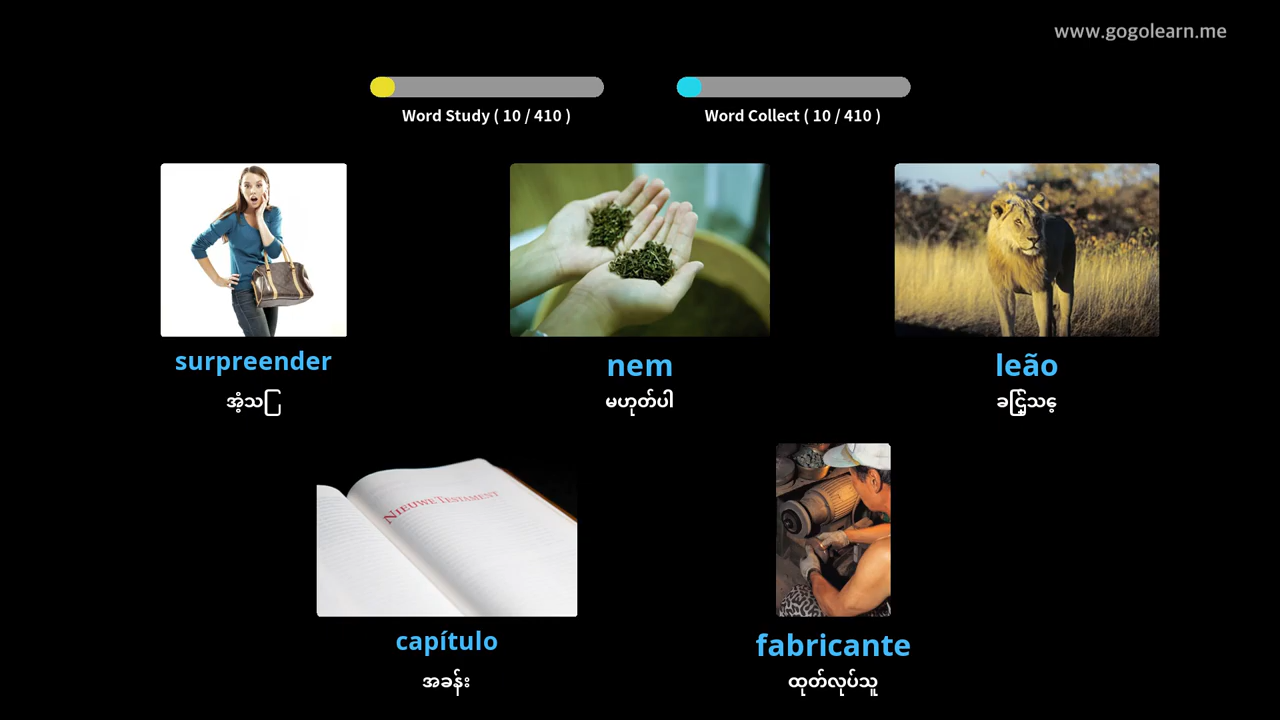 www.gogolearn.me
Word Study ( 10 / 410 )
Word Collect ( 10 / 410 )
surpreender
အံ့သြ
nem
မဟုတ်ပါ
leão
ခြင်္သေ့
NIEUWE TESTAMENT
capítulo
အခန်း
fabricante
ထုတ်လုပ်သူ